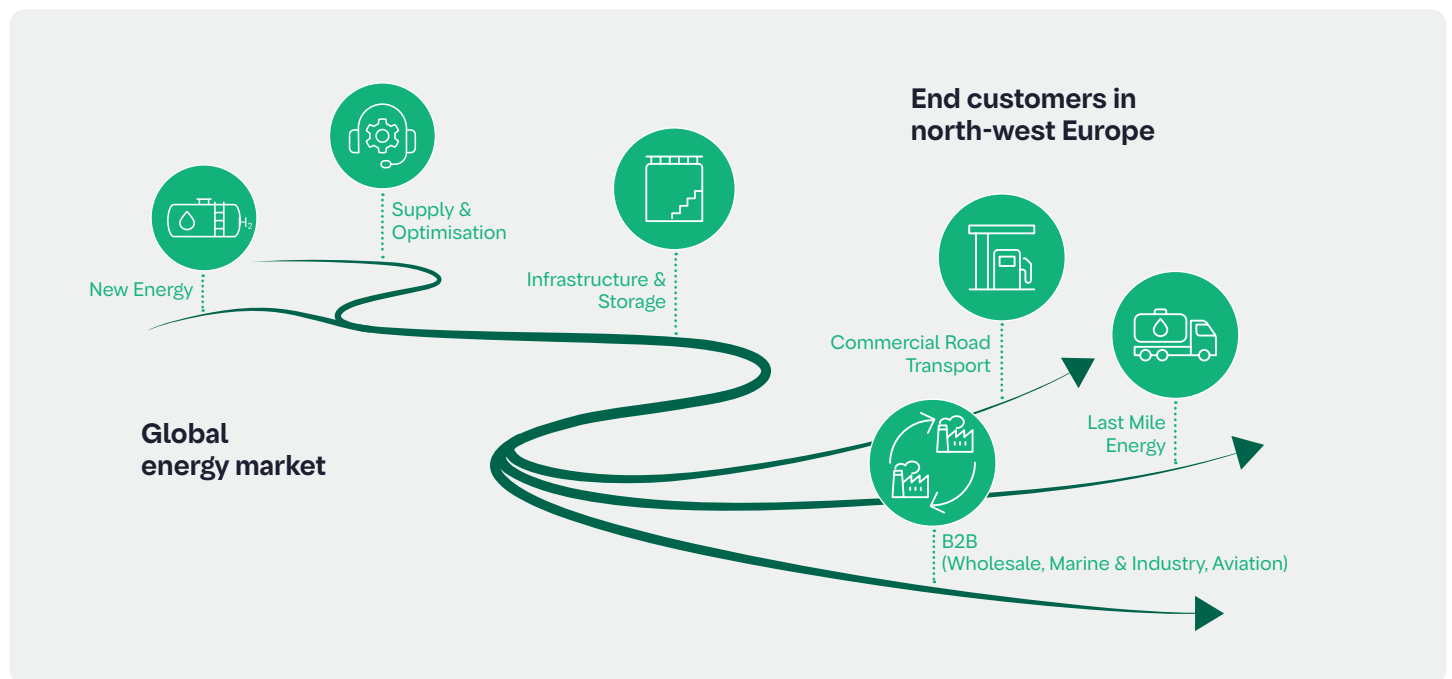 End customers in
north-west Europe
H₂
Supply &
Optimisation
New Energy
Infrastructure &
Storage
Commercial Road
Transport
Last Mile
Energy
Global
energy market
B2B
(Wholesale, Marine & Industry, Aviation)